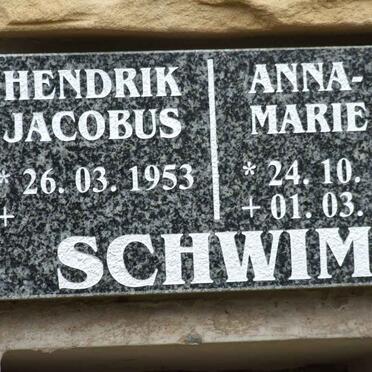 HENDRIK
JACOBUS
* 26. 03. 1953
+
ANNA-
MARIE
* 24. 10.
+ 01. 03.
SCHWIM